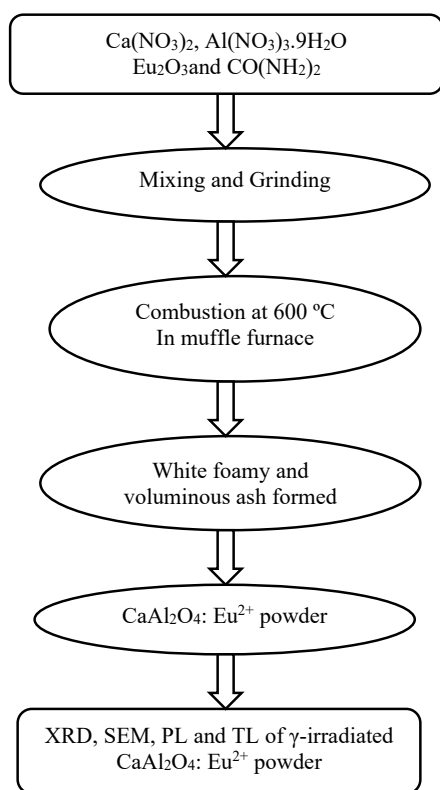 Ca(NO₃)₂, Al(NO₃)₃.9H₂O
Eu₂O₃and CO(NH₂)₂
Mixing and Grinding
Combustion at 600 ºC
In muffle furnace
White foamy and
voluminous ash formed
CaAl₂O₄: Eu²⁺ powder
XRD, SEM, PL and TL of γ-irradiated
CaAl₂O₄: Eu²⁺ powder